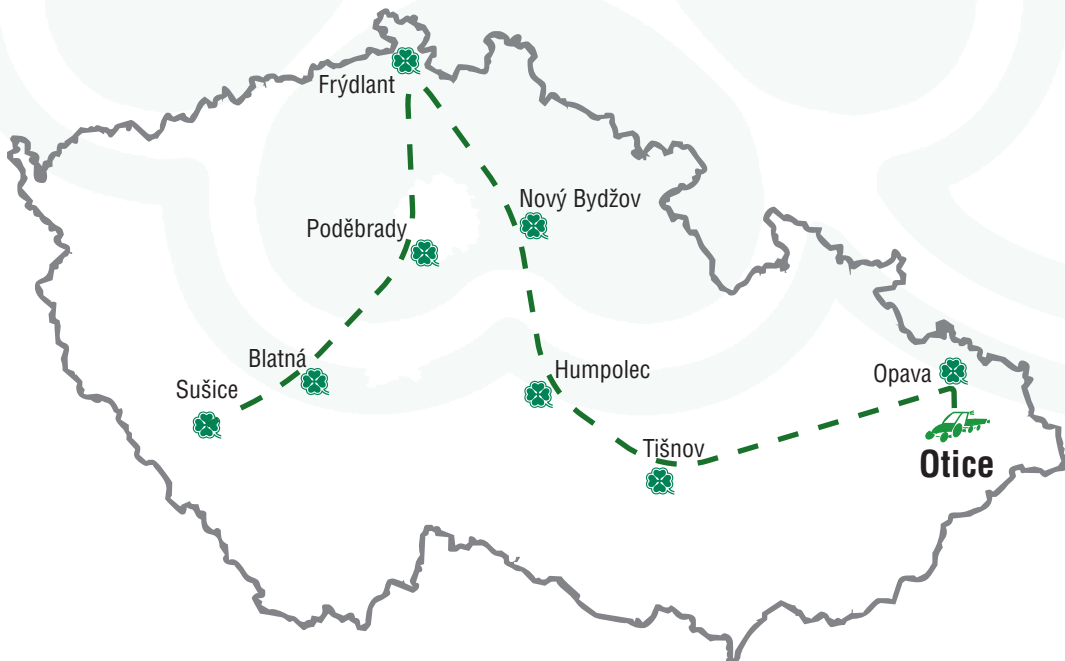 Frýdlant
Nový Bydžov
Poděbrady
Blatná
Humpolec
Opava
Sušice
Tišnov
Otice